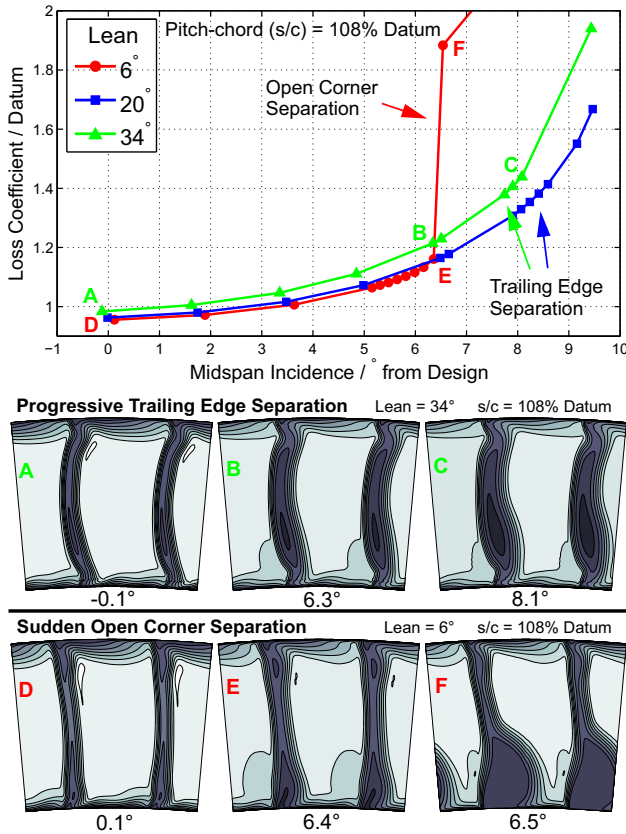 Pitch-chord (s/c) = 108% Datum
Lean
6°
20°
34°
Open Corner
Separation
Trailing Edge
Separation
A
B
C
D
E
F
2
1.8
1.6
1.4
1.2
1
Loss Coefficient / Datum
−1 0 1 2 3 4 5 6 7 8 9 10
Midspan Incidence / ° from Design
Progressive Trailing Edge Separation Lean = 34° s/c = 108% Datum
A B C
-0.1° 6.3° 8.1°
Sudden Open Corner Separation Lean = 6° s/c = 108% Datum
D E F
0.1° 6.4° 6.5°